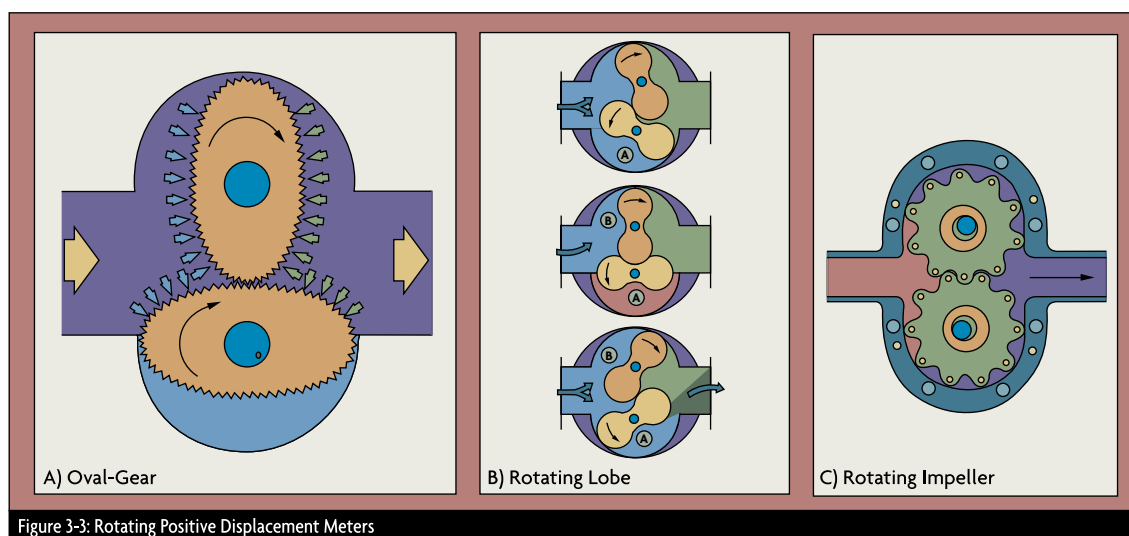 A
B
A
B
A
A) Oval-Gear
B) Rotating Lobe
C) Rotating Impeller
Figure 3-3: Rotating Positive Displacement Meters